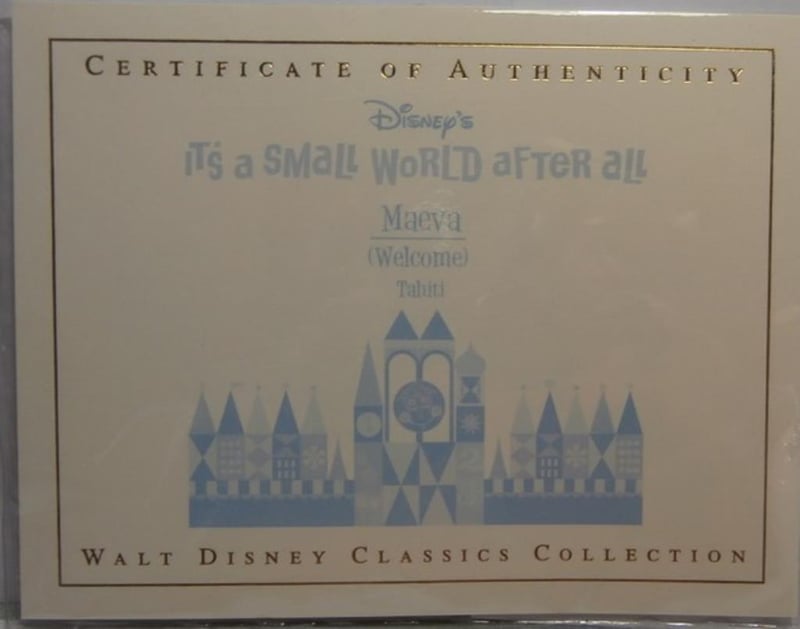 CERTIFICATE OF AUTHENTICITY
Disney's
it's a small world after all
Maeva
(Welcome)
Tahiti
WALT DISNEY CLASSICS COLLECTION